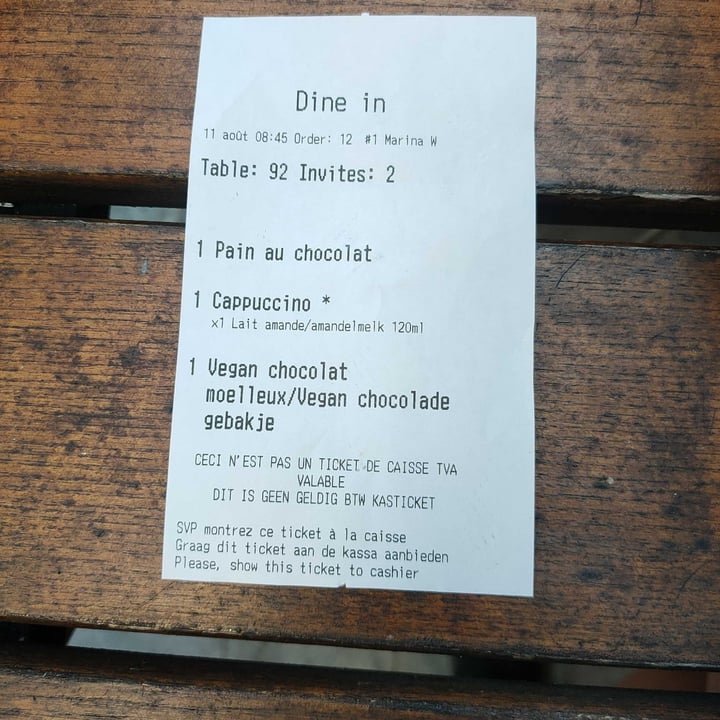 Dine in
11 août 08:45 Order: 12 #1 Marina W
Table: 92 Invites: 2
1 Pain au chocolat
1 Cappuccino *
x1 Lait amande/amandelmelk 120ml
1 Vegan chocolat
moelleux/Vegan chocolade
gebakje
CECI N'EST PAS UN TICKET DE CAISSE TVA
VALABLE
DIT IS GEEN GELDIG BTW KASTICKET
SVP montrez ce ticket à la caisse
Graag dit ticket aan de kassa aanbieden
Please, show this ticket to cashier